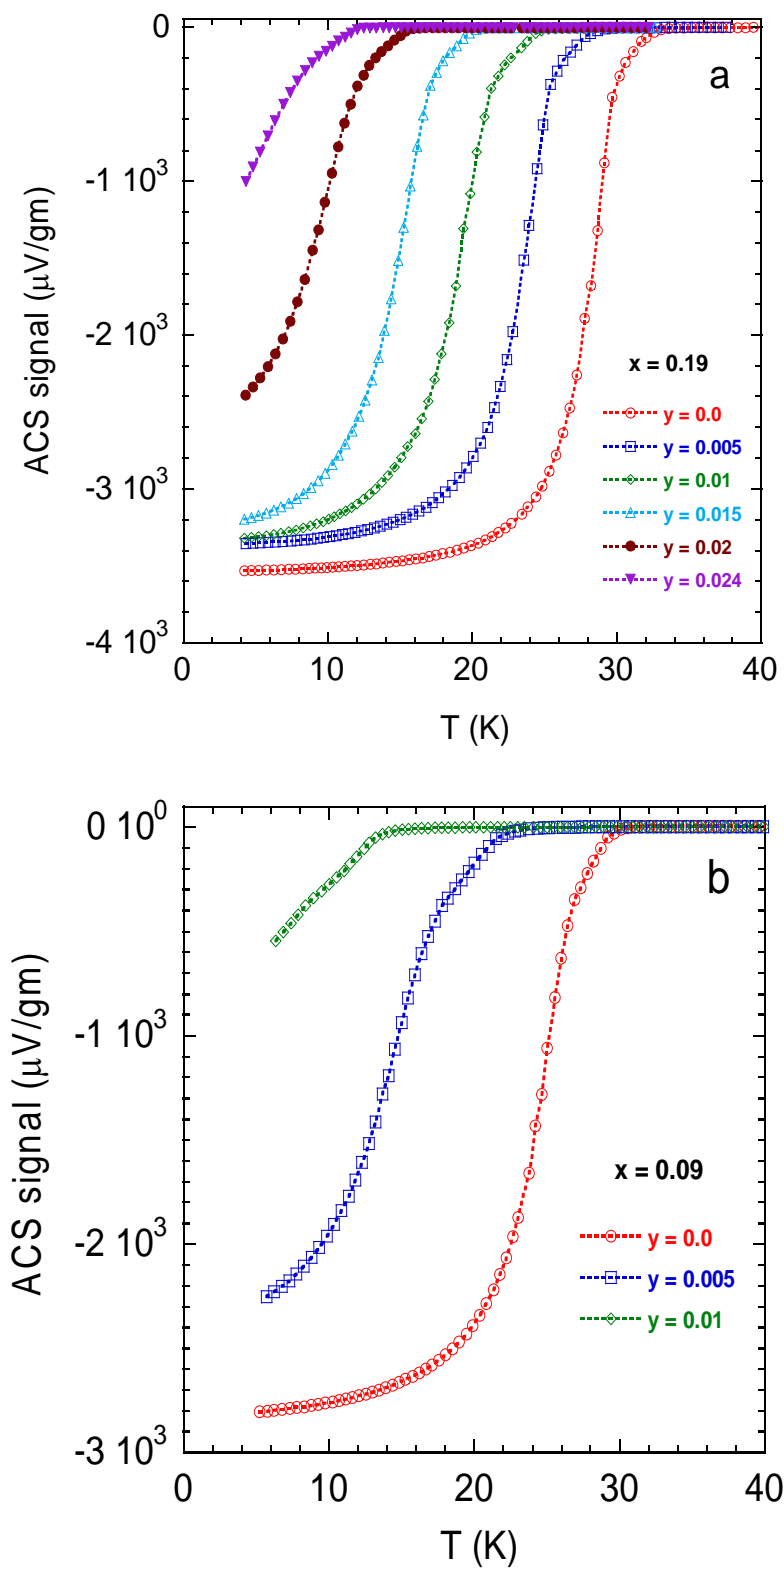 a
0
-1 10³
-2 10³
-3 10³
-4 10³
ACS signal (μV/gm)
x = 0.19
y = 0.0
y = 0.005
y = 0.01
y = 0.015
y = 0.02
y = 0.024
0 10 20 30 40
T (K)
b
0 10⁰
-1 10³
-2 10³
-3 10³
ACS signal (μV/gm)
x = 0.09
y = 0.0
y = 0.005
y = 0.01
0 10 20 30 40
T (K)